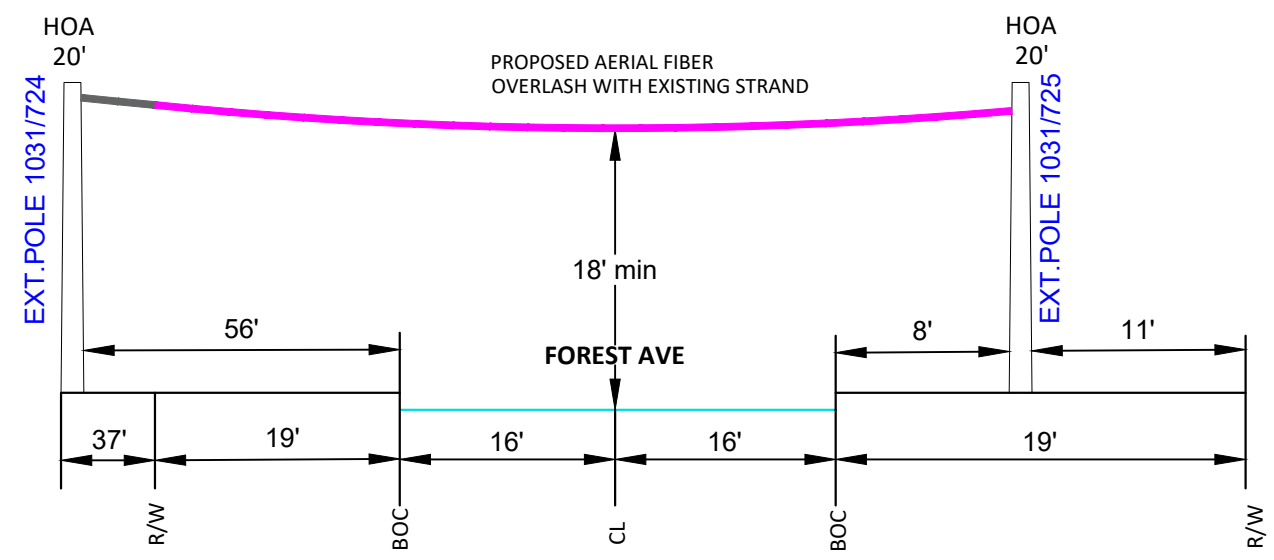 HOA
20'
HOA
20'
PROPOSED AERIAL FIBER
OVERLASH WITH EXISTING STRAND
EXT.POLE 1031/724
EXT.POLE 1031/725
18' min
56'
FOREST AVE
8'
11'
37'
19'
16'
16'
19'
R/W
BOC
CL
BOC
R/W